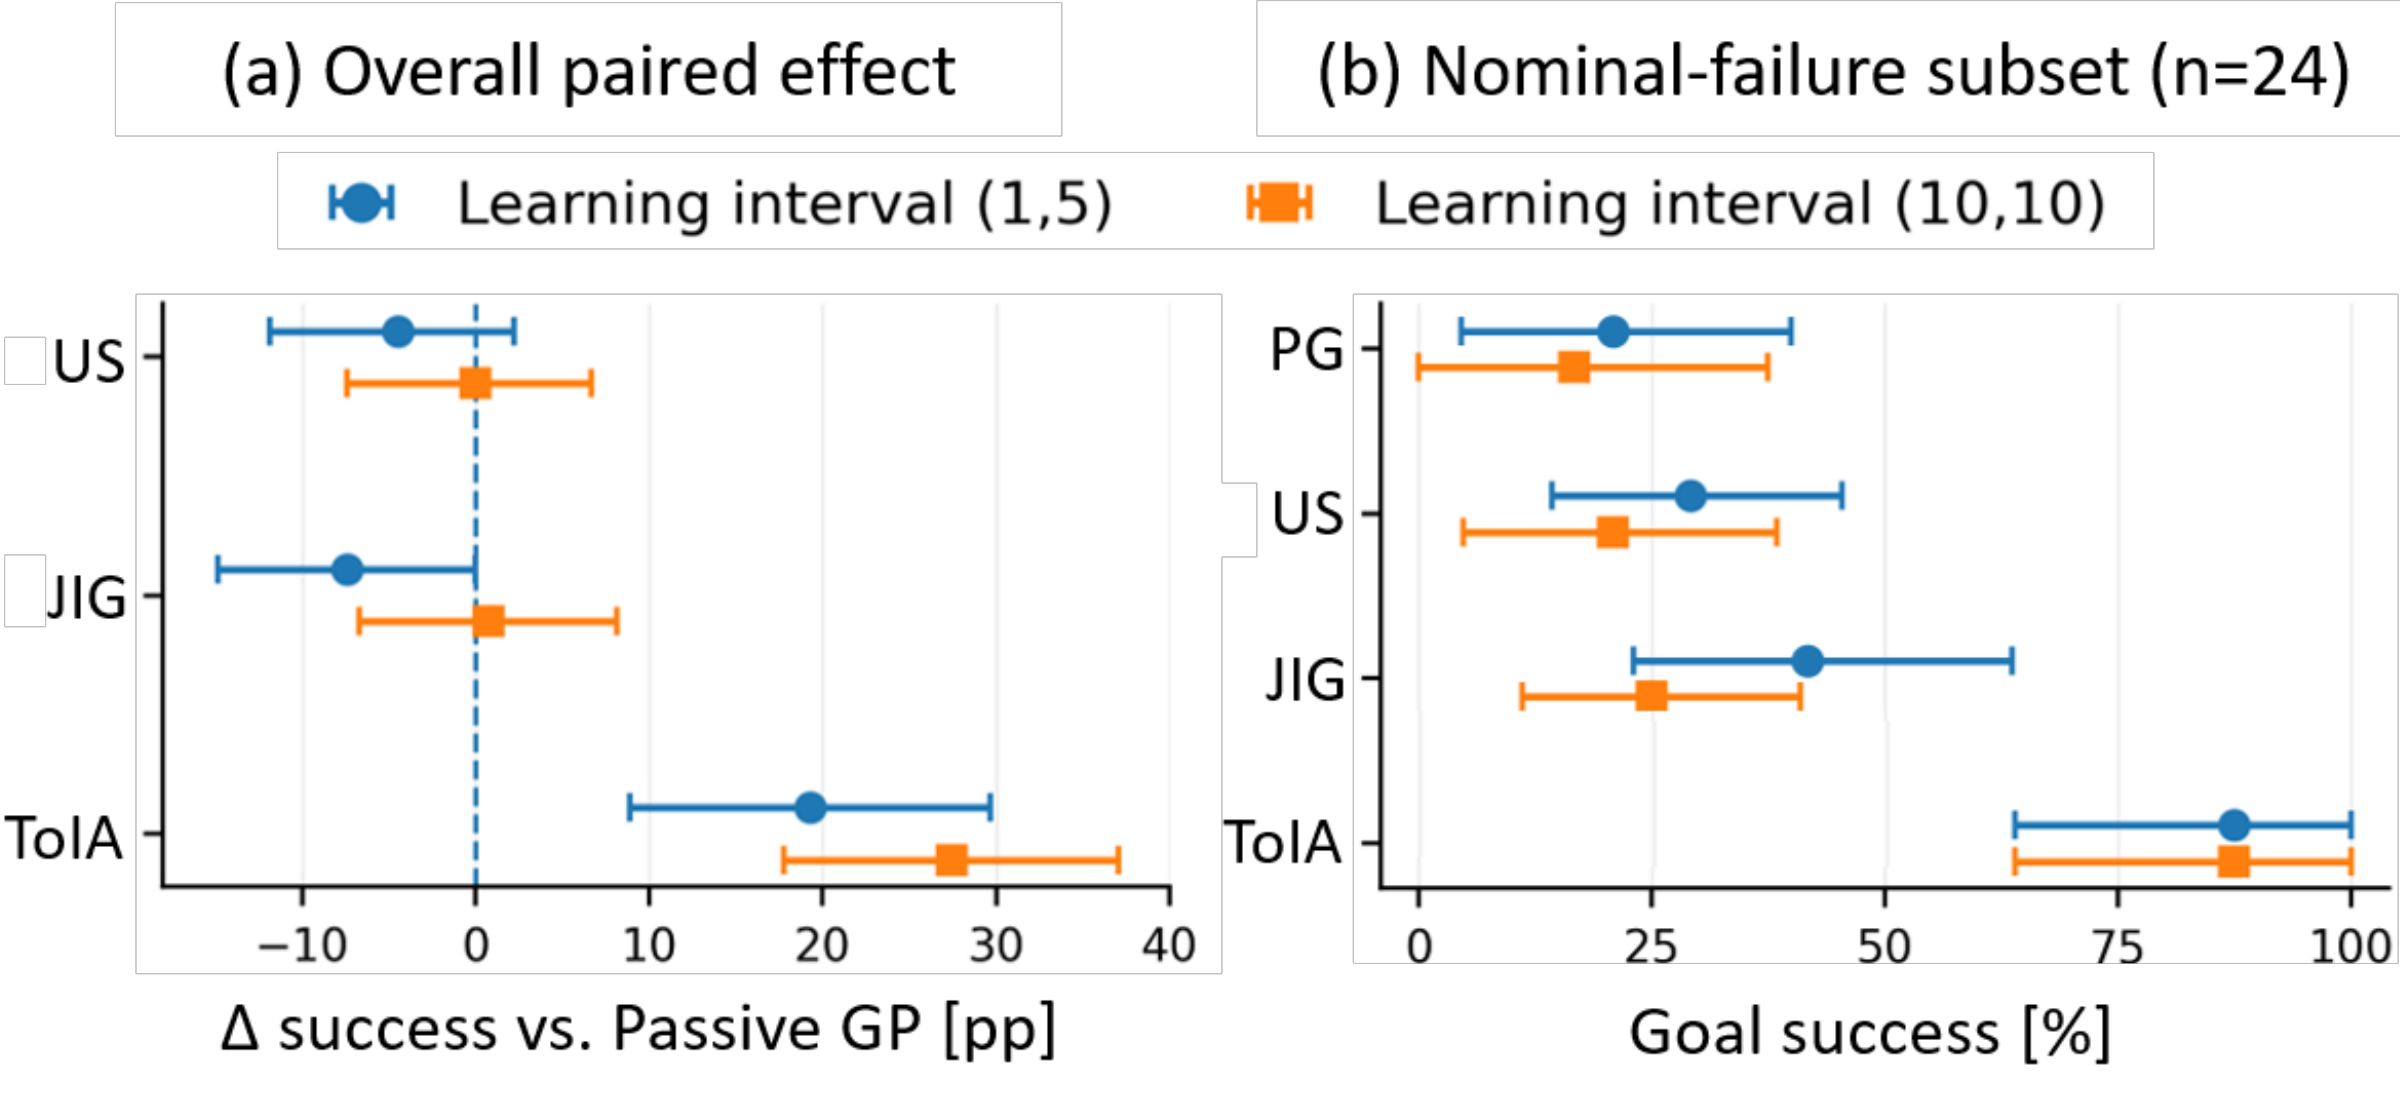 (a) Overall paired effect
(b) Nominal-failure subset (n=24)
Learning interval (1,5)
Learning interval (10,10)
US
JIG
TolA
−10 0 10 20 30 40
Δ success vs. Passive GP [pp]
PG
US
JIG
TolA
0 25 50 75 100
Goal success [%]